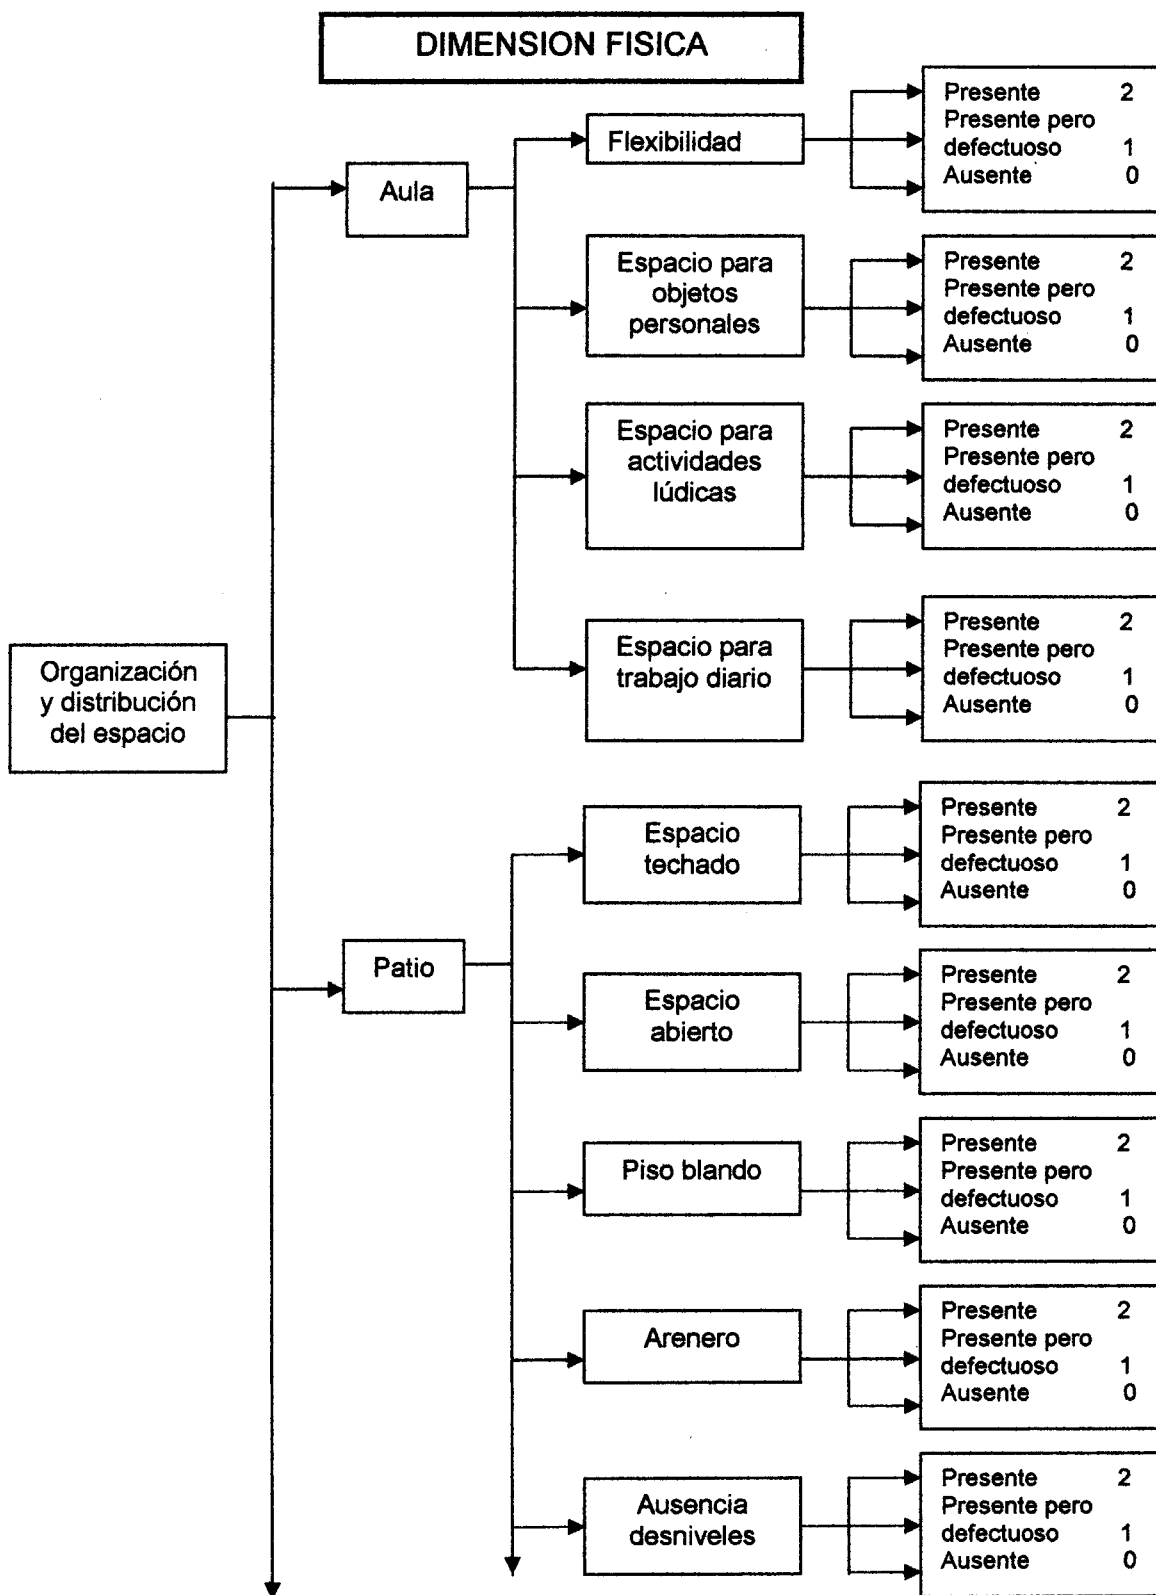 DIMENSION FISICA
Organización
y distribución
del espacio
Aula
Flexibilidad
Presente 2
Presente pero
defectuoso 1
Ausente 0
Espacio para
objetos
personales
Presente 2
Presente pero
defectuoso 1
Ausente 0
Espacio para
actividades
lúdicas
Presente 2
Presente pero
defectuoso 1
Ausente 0
Espacio para
trabajo diario
Presente 2
Presente pero
defectuoso 1
Ausente 0
Patio
Espacio
techado
Presente 2
Presente pero
defectuoso 1
Ausente 0
Espacio
abierto
Presente 2
Presente pero
defectuoso 1
Ausente 0
Piso blando
Presente 2
Presente pero
defectuoso 1
Ausente 0
Arenero
Presente 2
Presente pero
defectuoso 1
Ausente 0
Ausencia
desniveles
Presente 2
Presente pero
defectuoso 1
Ausente 0